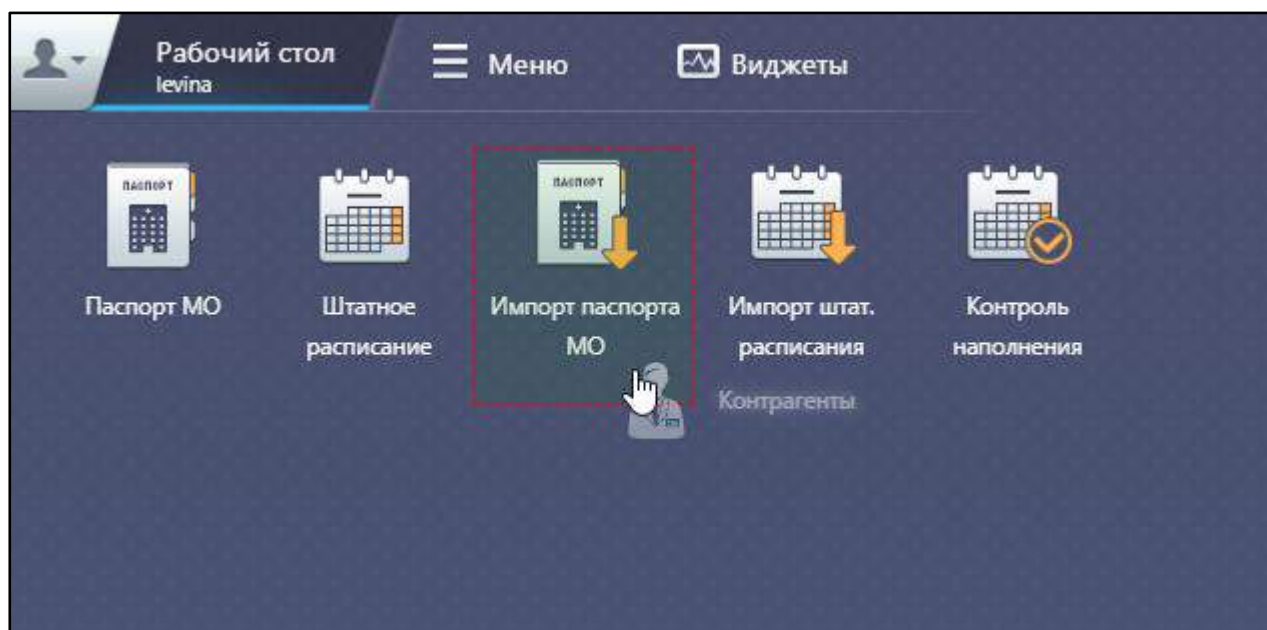 Рабочий стол
levina
Меню
Виджеты
ПАСПОРТ
ПАСПОРТ
Паспорт МО
Штатное
расписание
Импорт паспорта
МО
Импорт штат.
расписания
Контроль
наполнения
Контрагенты